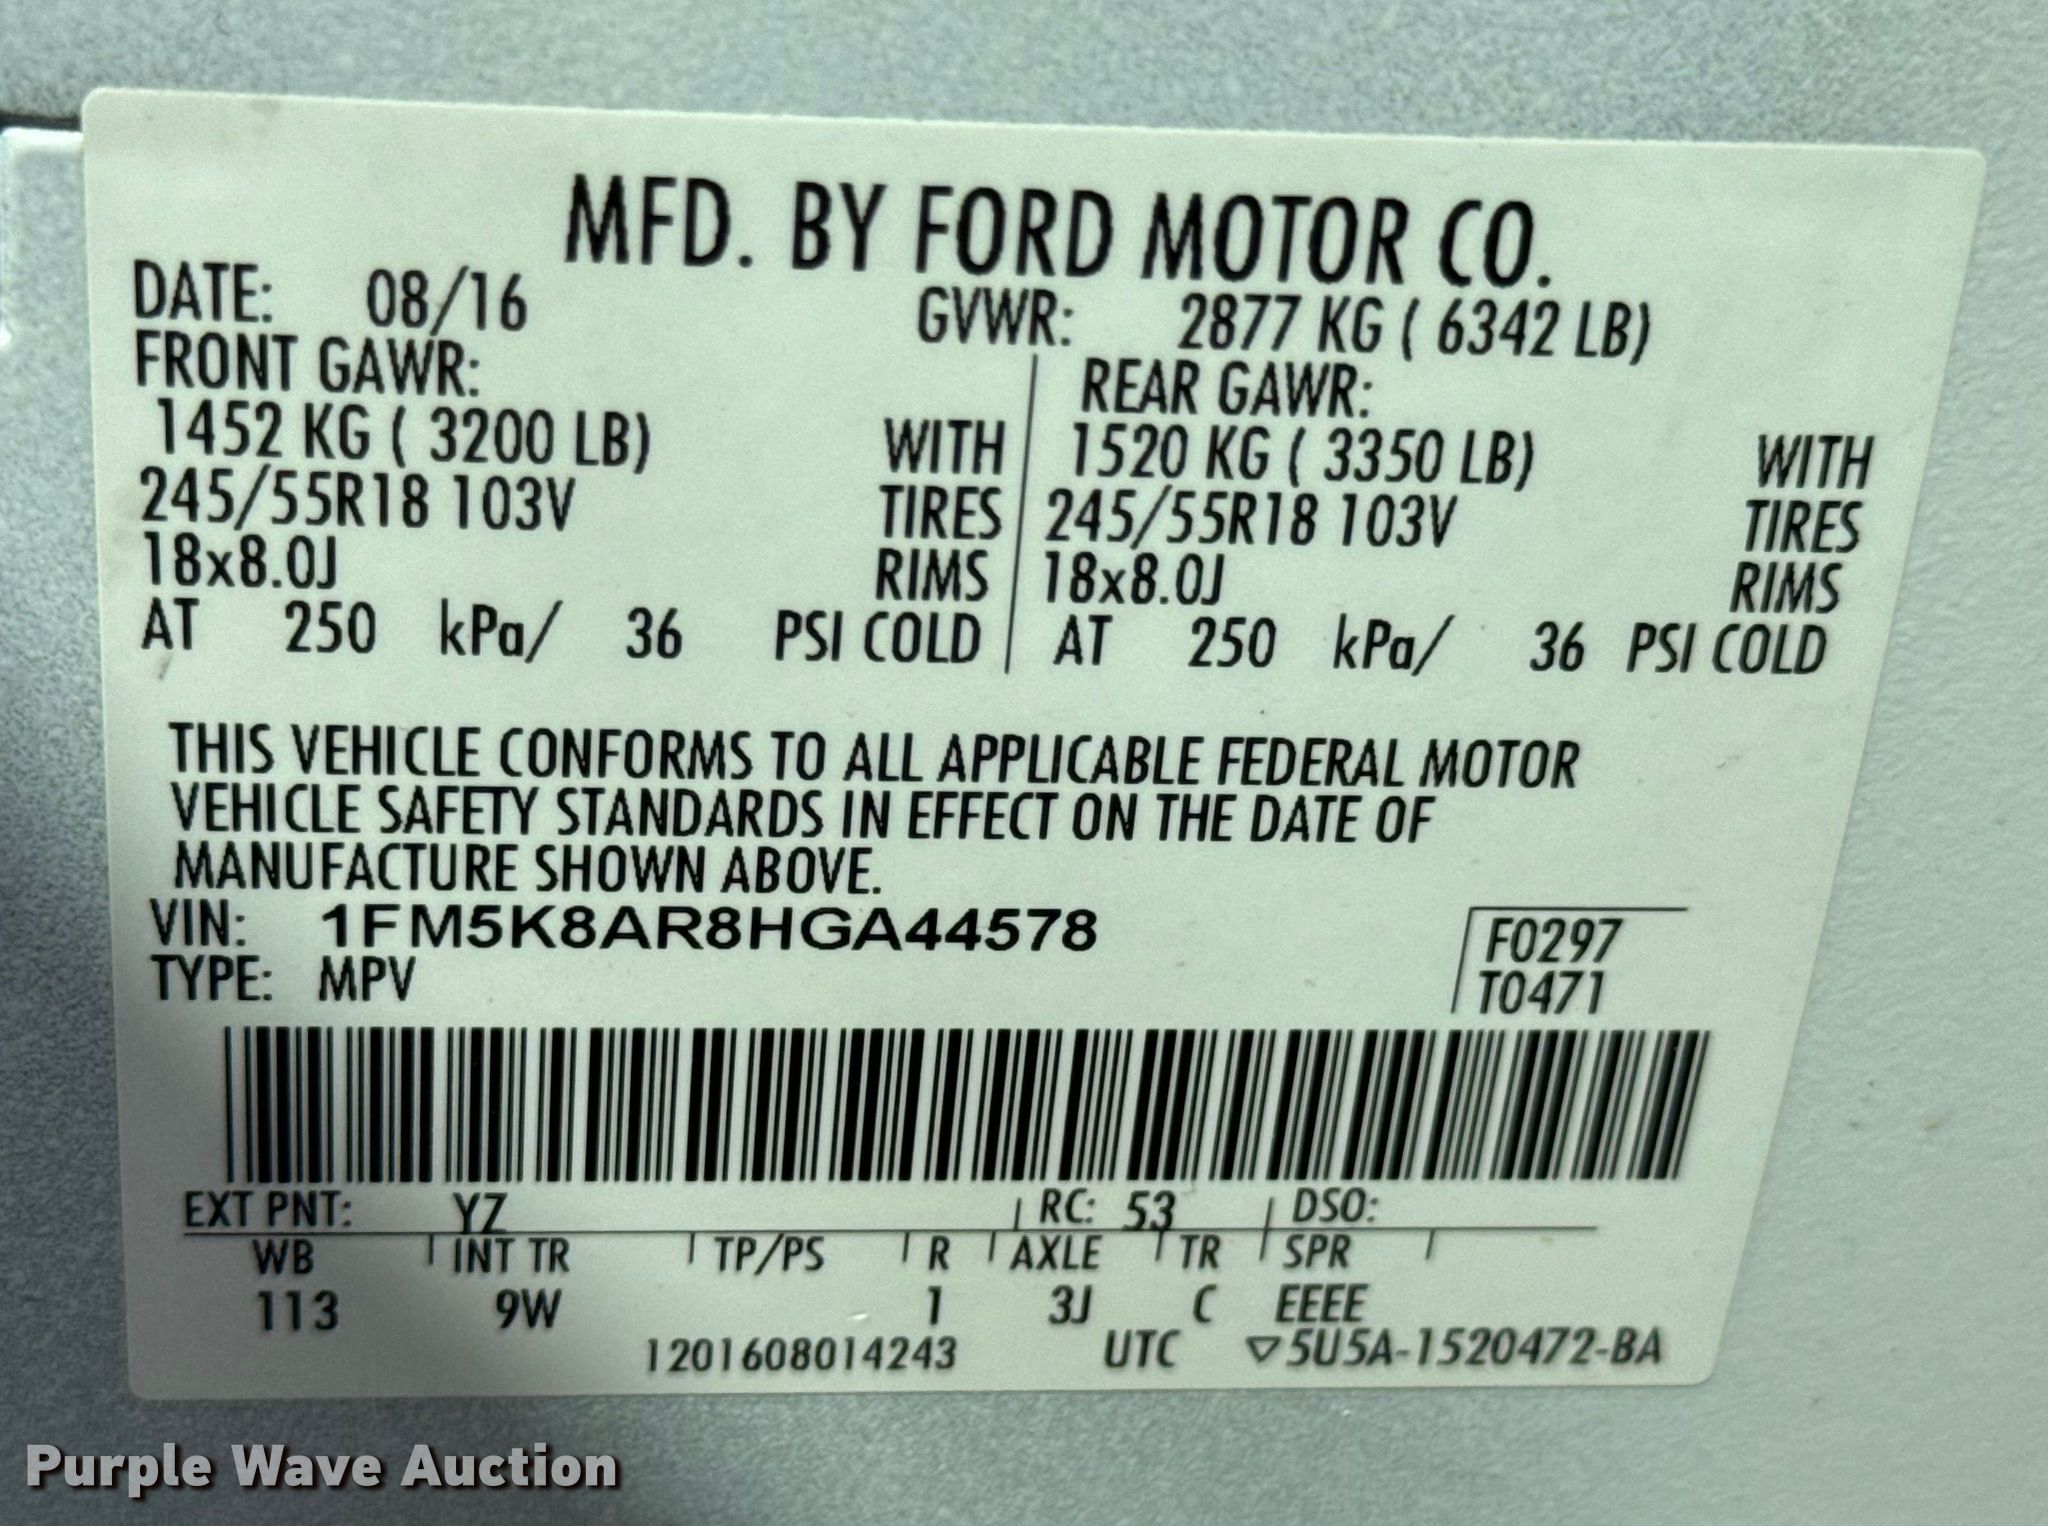 MFD. BY FORD MOTOR CO.
DATE: 08/16 GVWR: 2877 KG ( 6342 LB)
FRONT GAWR: REAR GAWR:
1452 KG ( 3200 LB) WITH 1520 KG ( 3350 LB) WITH
245/55R18 103V TIRES 245/55R18 103V TIRES
18x8.0J RIMS 18x8.0J RIMS
AT 250 kPa/ 36 PSI COLD AT 250 kPa/ 36 PSI COLD
THIS VEHICLE CONFORMS TO ALL APPLICABLE FEDERAL MOTOR
VEHICLE SAFETY STANDARDS IN EFFECT ON THE DATE OF
MANUFACTURE SHOWN ABOVE.
VIN: 1FM5K8AR8HGA44578 F0297
TYPE: MPV T0471
EXT PNT: YZ RC: 53 DSO:
WB INT TR TP/PS R AXLE TR SPR
113 9W 1 3J C EEEE
1201608014243 UTC ▽5U5A-1520472-BA
Purple Wave Auction